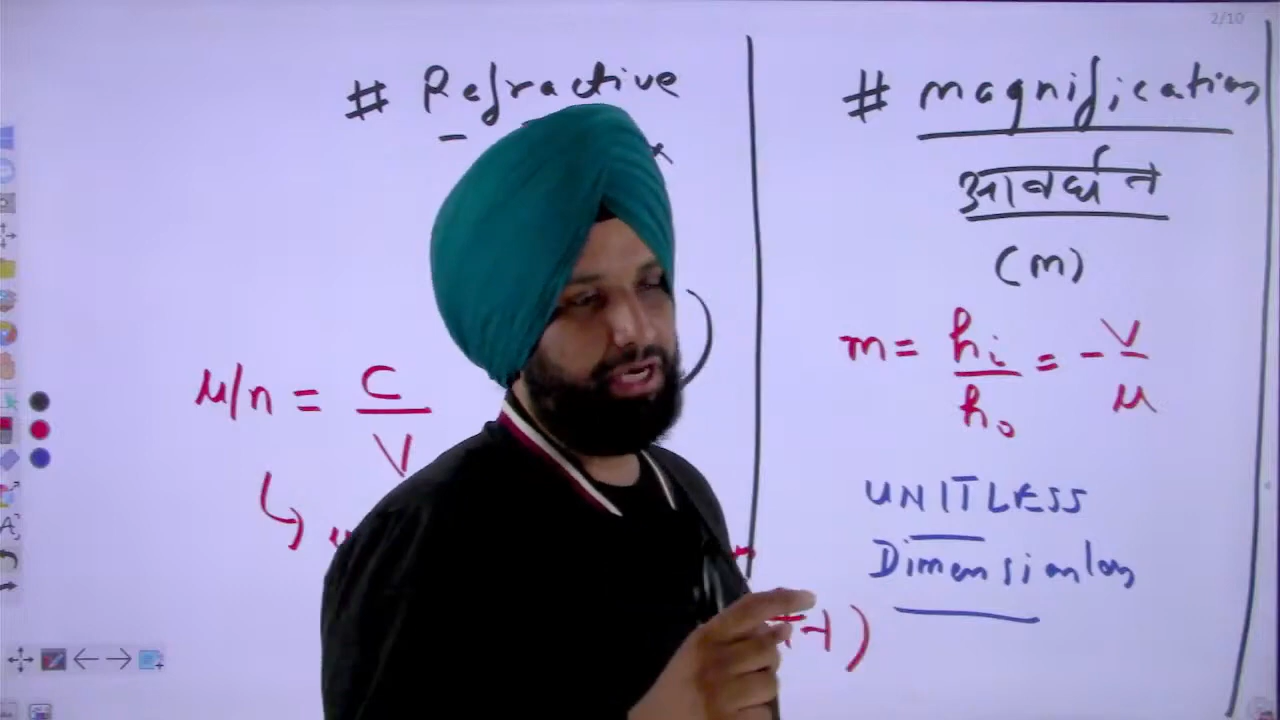 2/10
# Refractive
μ/n = C/V
# magnification
आवर्धन
(m)
m = hi/ho = -v/u
UNITLESS
Dimensionless